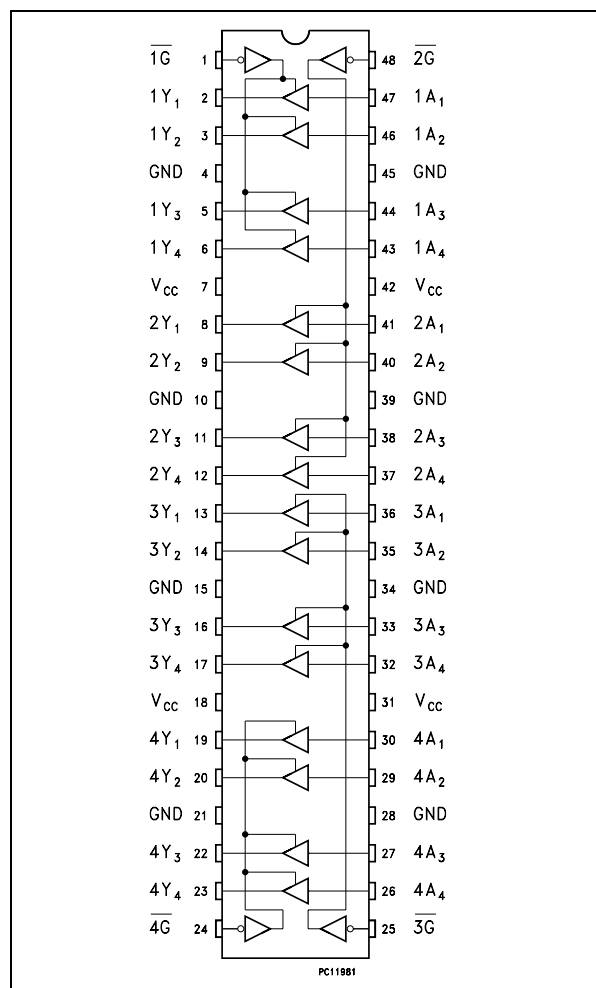 1G 1 48 2G
1Y₁ 2 47 1A₁
1Y₂ 3 46 1A₂
GND 4 45 GND
1Y₃ 5 44 1A₃
1Y₄ 6 43 1A₄
V_CC 7 42 V_CC
2Y₁ 8 41 2A₁
2Y₂ 9 40 2A₂
GND 10 39 GND
2Y₃ 11 38 2A₃
2Y₄ 12 37 2A₄
3Y₁ 13 36 3A₁
3Y₂ 14 35 3A₂
GND 15 34 GND
3Y₃ 16 33 3A₃
3Y₄ 17 32 3A₄
V_CC 18 31 V_CC
4Y₁ 19 30 4A₁
4Y₂ 20 29 4A₂
GND 21 28 GND
4Y₃ 22 27 4A₃
4Y₄ 23 26 4A₄
4G 24 25 3G
PC11981